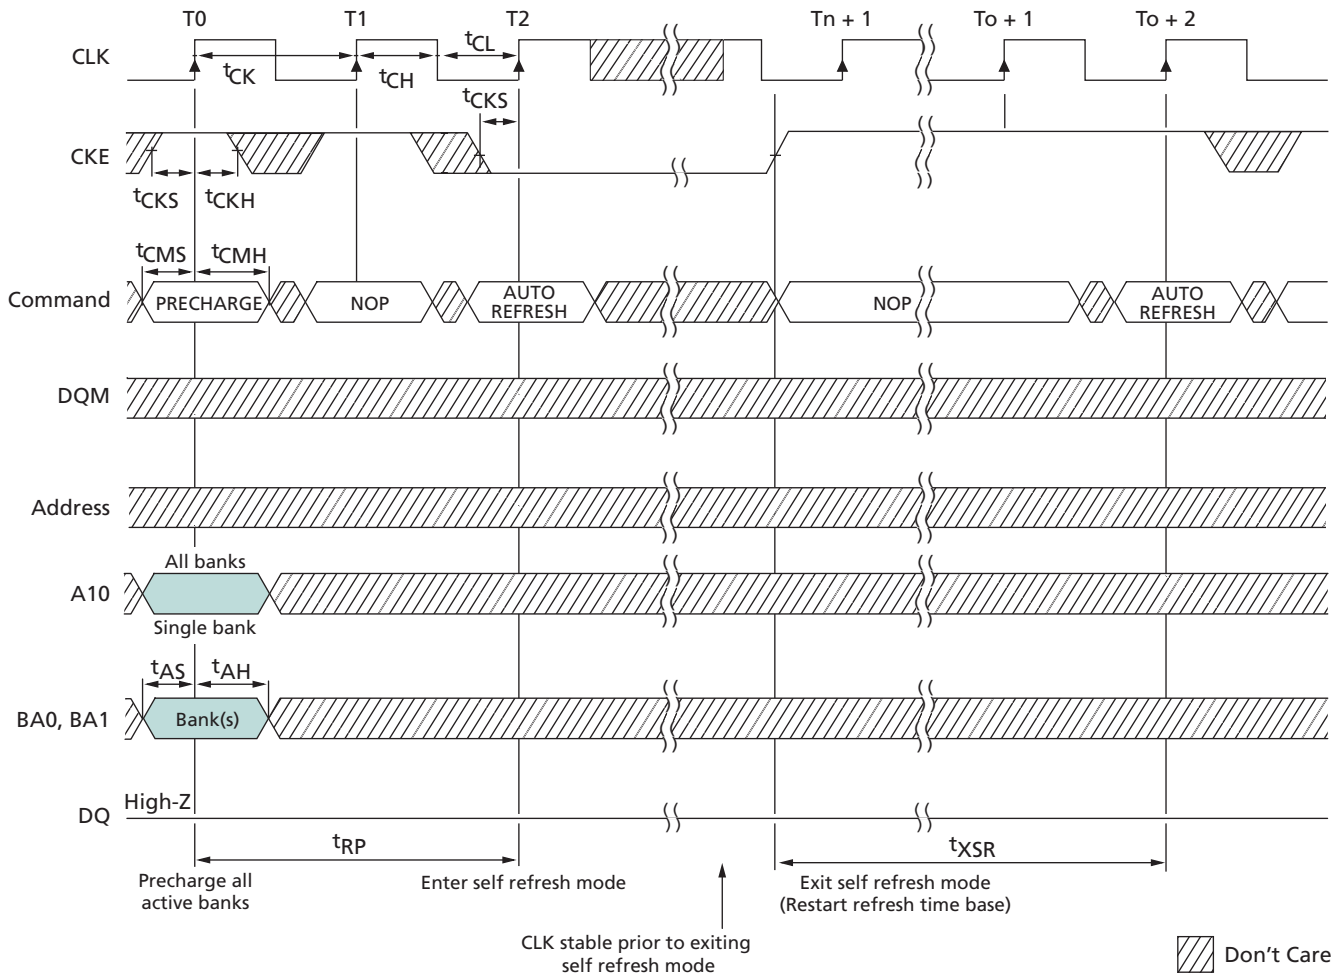 T0 T1 T2 Tn + 1 To + 1 To + 2
CLK
tCK tCH tCL
tCKS
CKE
tCKS tCKH
tCMS tCMH
Command PRECHARGE NOP AUTO REFRESH NOP AUTO REFRESH
DQM
Address
All banks
A10
Single bank
tAS tAH
BA0, BA1 Bank(s)
High-Z
DQ
tRP tXSR
Precharge all
active banks
Enter self refresh mode
Exit self refresh mode
(Restart refresh time base)
CLK stable prior to exiting
self refresh mode
Don't Care